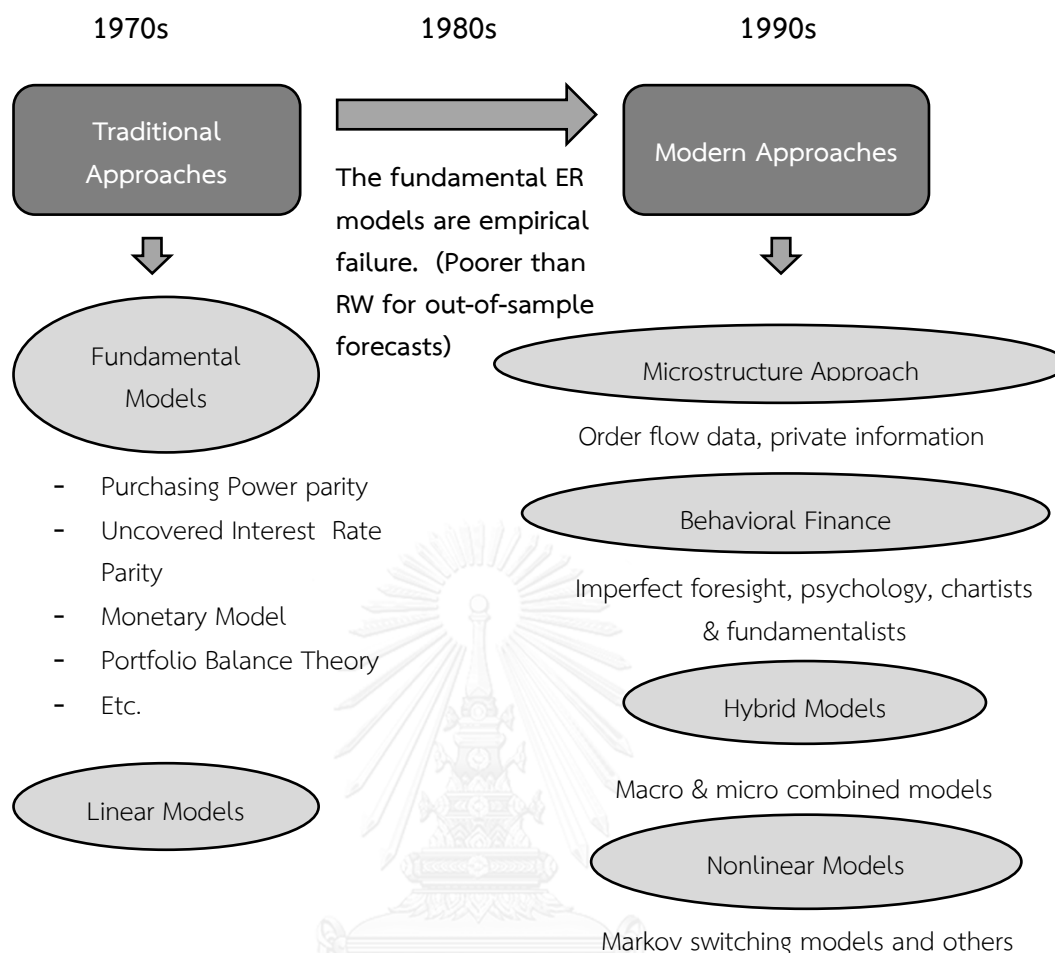 1970s
1980s
1990s
Traditional
Approaches
Modern Approaches
The fundamental ER
models are empirical
failure. (Poorer than
RW for out-of-sample
forecasts)
Fundamental
Models
- Purchasing Power parity
- Uncovered Interest Rate
Parity
- Monetary Model
- Portfolio Balance Theory
- Etc.
Linear Models
Microstructure Approach
Order flow data, private information
Behavioral Finance
Imperfect foresight, psychology, chartists
& fundamentalists
Hybrid Models
Macro & micro combined models
Nonlinear Models
Markov switching models and others